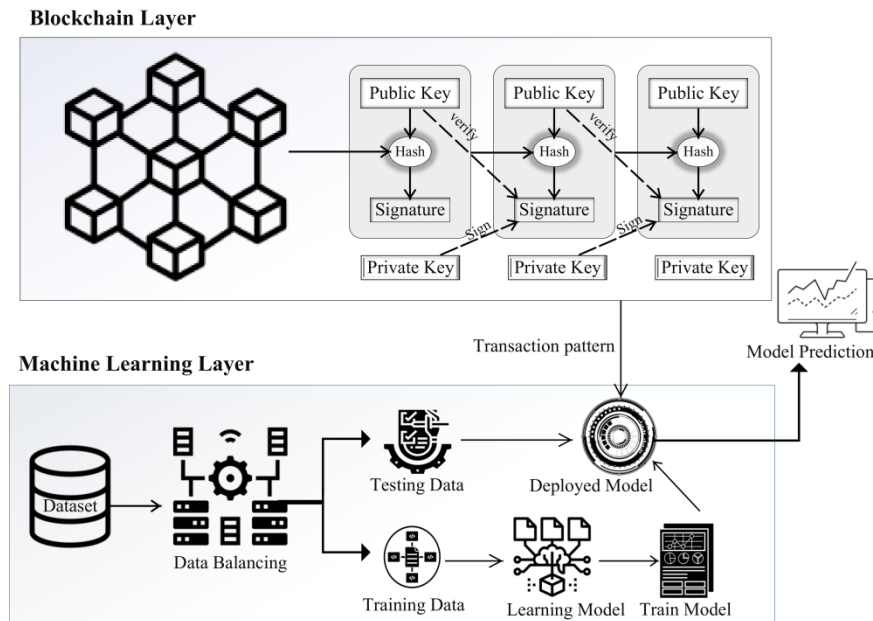 Blockchain Layer
Public Key
Public Key
Public Key
verify
verify
Hash
Hash
Hash
Signature
Signature
Signature
Sign
Sign
Private Key
Private Key
Private Key
Transaction pattern
Model Prediction
Machine Learning Layer
Dataset
Data Balancing
Testing Data
Deployed Model
Training Data
Learning Model
Train Model